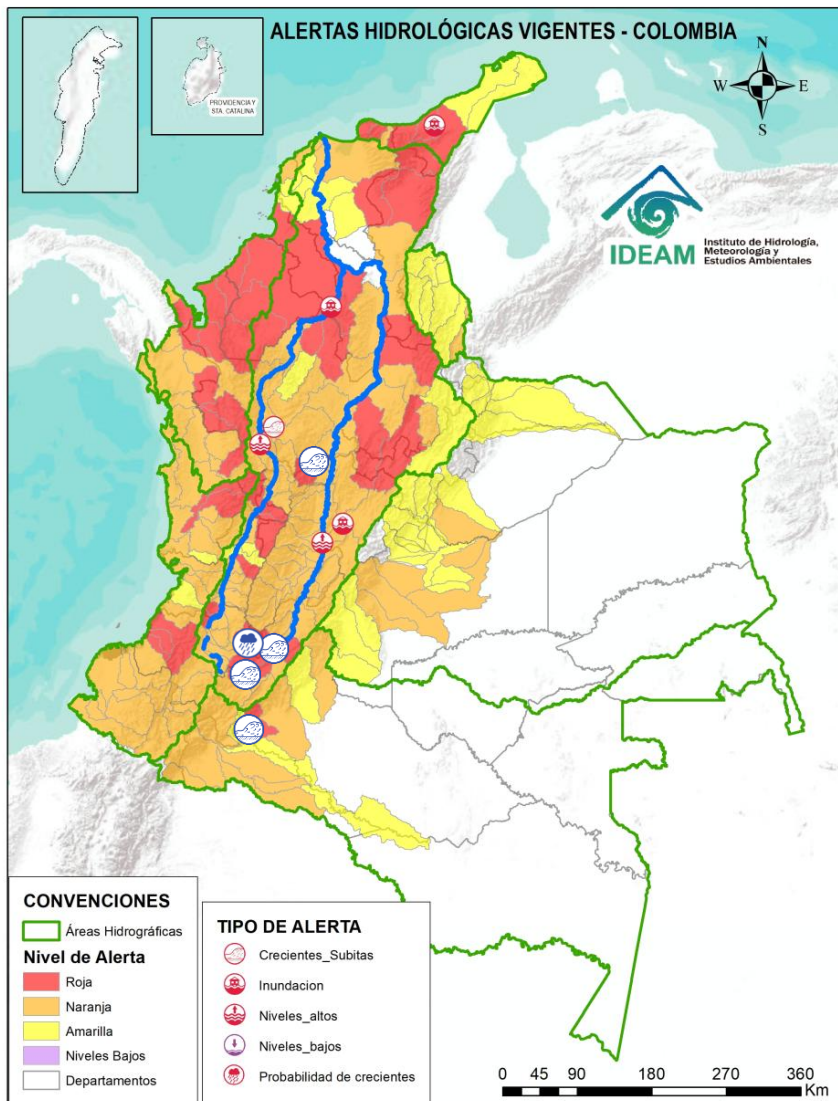 ALERTAS HIDROLÓGICAS VIGENTES - COLOMBIA
PROVIDENCIA Y
STA. CATALINA
N
W
E
S
IDEAM
Instituto de Hidrología,
Meteorología y
Estudios Ambientales
CONVENCIONES
Áreas Hidrográficas
Nivel de Alerta
Roja
Naranja
Amarilla
Niveles Bajos
Departamentos
TIPO DE ALERTA
Crecientes_Subitas
Inundacion
Niveles_altos
Niveles_bajos
Probabilidad de crecientes
0 45 90 180 270 360
Km